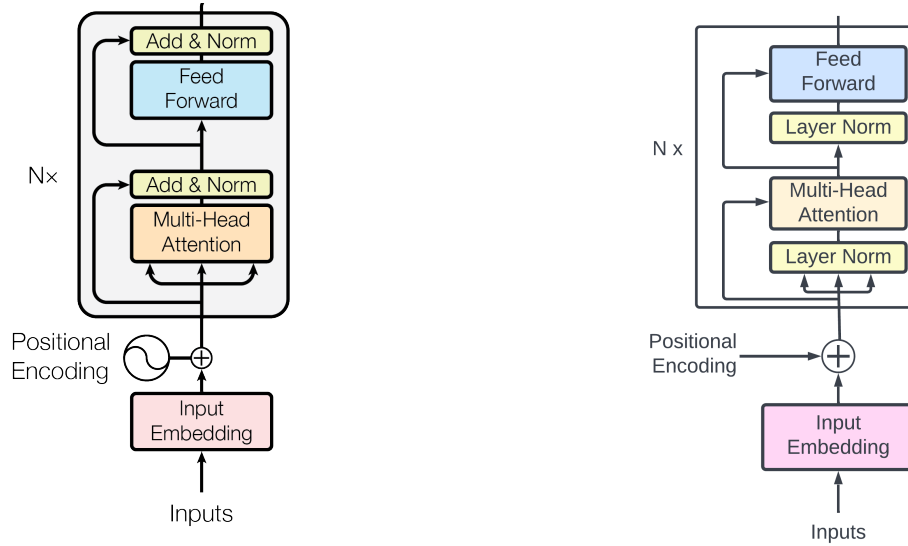 Add & Norm
Feed
Forward
N×
Add & Norm
Multi-Head
Attention
Positional
Encoding
Input
Embedding
Inputs
Feed
Forward
Layer Norm
N x
Multi-Head
Attention
Layer Norm
Positional
Encoding
Input
Embedding
Inputs